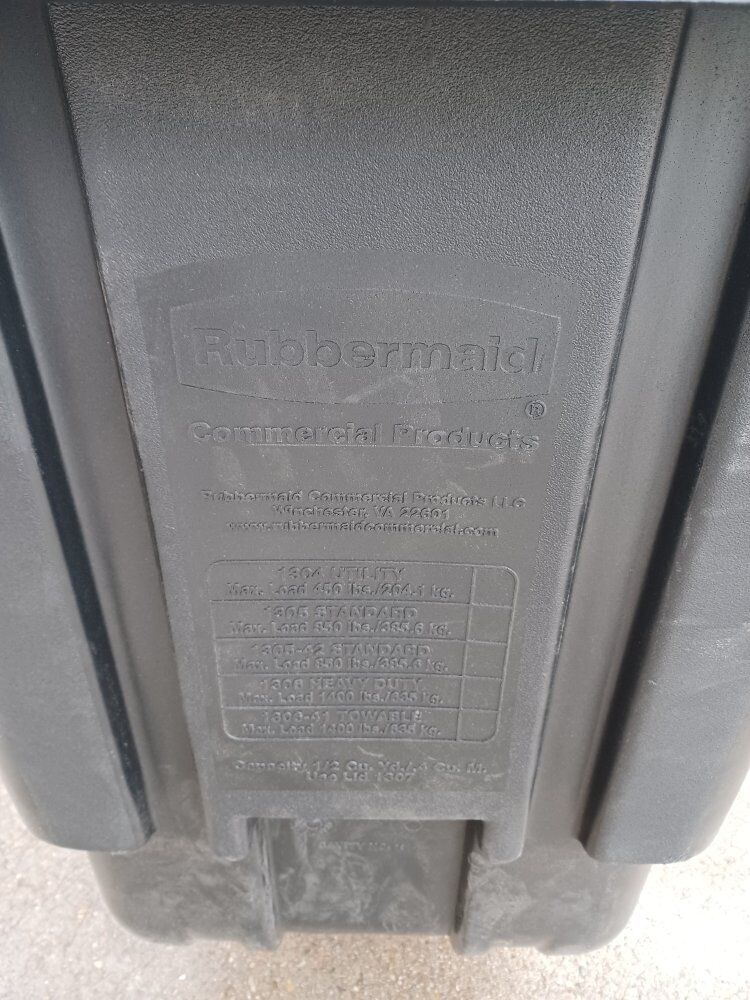 Rubbermaid
®
Commercial Products
Rubbermaid Commercial Products LLC
Winchester, VA 22601
www.rubbermaidcommercial.com
1304 UTILITY
Max. Load 450 lbs./204.1 kg.
1305 STANDARD
Max. Load 850 lbs./385.6 kg.
1305-42 STANDARD
Max. Load 850 lbs./385.6 kg.
1306 HEAVY DUTY
Max. Load 1400 lbs./635 kg.
TOWABLE
Max. Load 1400 lbs./635 kg.
Capacity 1/2 Cu. Yd./.4 Cu. M.
Use Lid 1307
CAVITY NO.